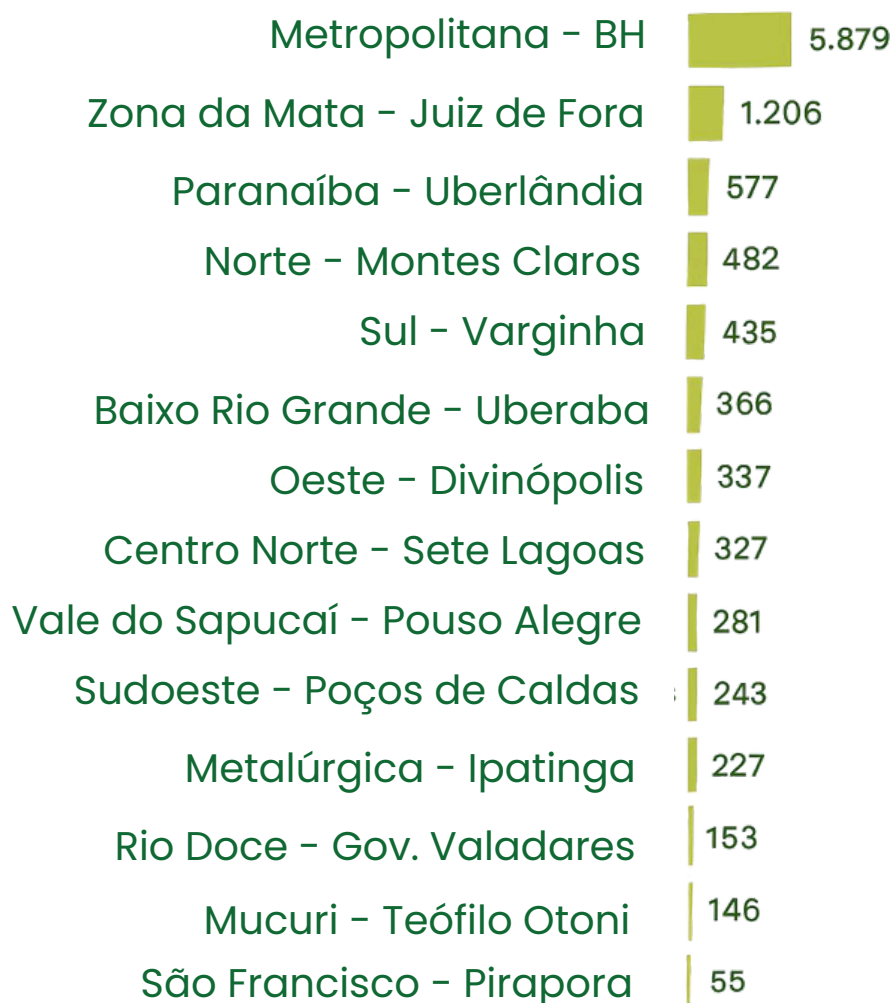 Metropolitana - BH 5.879
Zona da Mata - Juiz de Fora 1.206
Paranaíba - Uberlândia 577
Norte - Montes Claros 482
Sul - Varginha 435
Baixo Rio Grande - Uberaba 366
Oeste - Divinópolis 337
Centro Norte - Sete Lagoas 327
Vale do Sapucaí - Pouso Alegre 281
Sudoeste - Poços de Caldas 243
Metalúrgica - Ipatinga 227
Rio Doce - Gov. Valadares 153
Mucuri - Teófilo Otoni 146
São Francisco - Pirapora 55